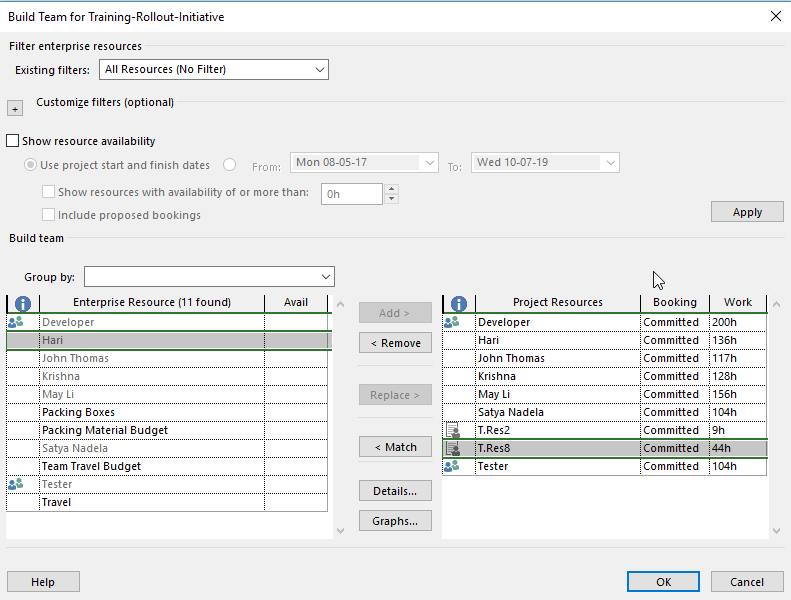 Build Team for Training-Rollout-Initiative
Filter enterprise resources
Existing filters: All Resources (No Filter)
+ Customize filters (optional)
Show resource availability
Use project start and finish dates From: Mon 08-05-17 To: Wed 10-07-19
Show resources with availability of or more than: 0h
Include proposed bookings
Apply
Build team
Group by:
Enterprise Resource (11 found) Avail
Developer
Hari
John Thomas
Krishna
May Li
Packing Boxes
Packing Material Budget
Satya Nadela
Team Travel Budget
Tester
Travel
Add >
< Remove
Replace >
< Match
Details...
Graphs...
Project Resources Booking Work
Developer Committed 200h
Hari Committed 136h
John Thomas Committed 117h
Krishna Committed 128h
May Li Committed 156h
Satya Nadela Committed 104h
T.Res2 Committed 9h
T.Res8 Committed 44h
Tester Committed 104h
Help OK Cancel